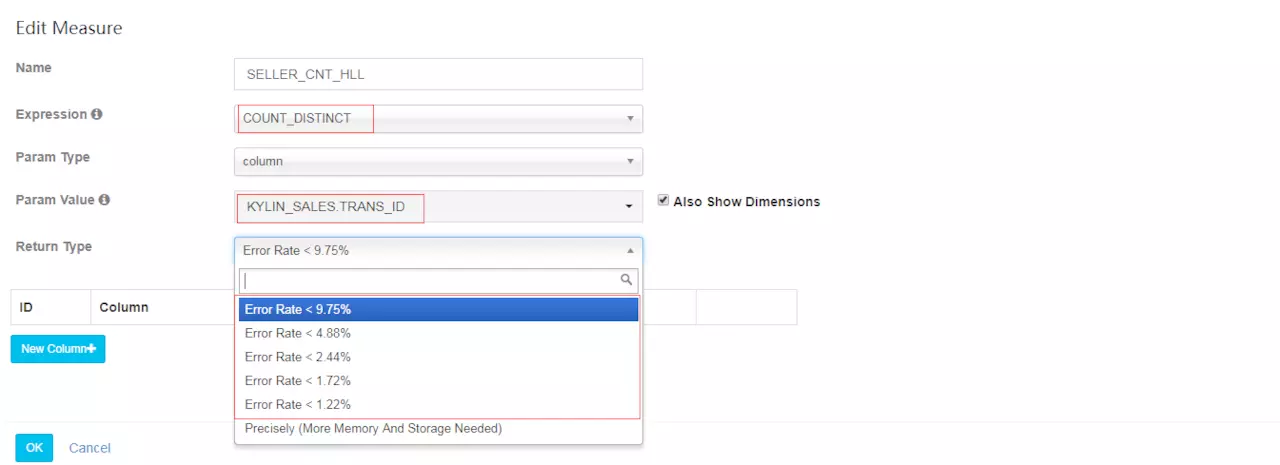 Edit Measure
Name
SELLER_CNT_HLL
Expression
COUNT_DISTINCT
Param Type
column
Param Value
KYLIN_SALES.TRANS_ID
Also Show Dimensions
Return Type
Error Rate < 9.75%
Error Rate < 9.75%
Error Rate < 4.88%
Error Rate < 2.44%
Error Rate < 1.72%
Error Rate < 1.22%
Precisely (More Memory And Storage Needed)
ID Column
New Column+
OK Cancel